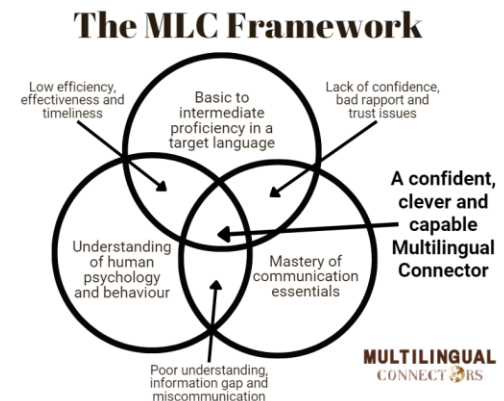 The MLC Framework
Low efficiency,
effectiveness and
timeliness
Basic to
intermediate
proficiency in a
target language
Lack of confidence,
bad rapport and
trust issues
A confident,
clever and
capable
Multilingual
Connector
Understanding
of human
psychology
and behaviour
Mastery of
communication
essentials
Poor understanding,
information gap and
miscommunication
MULTILINGUAL
CONNECTORS